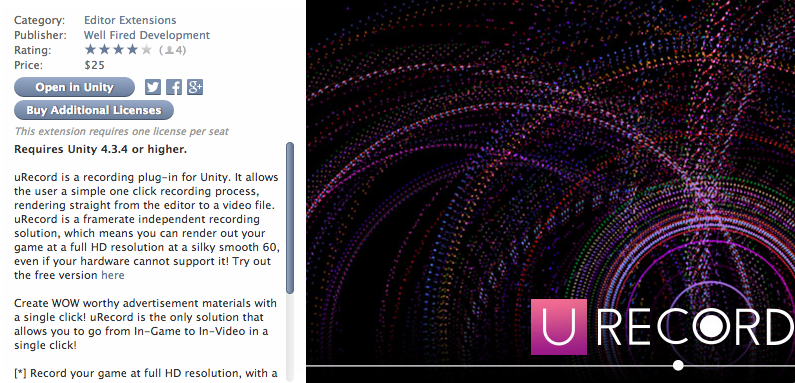 Category: Editor Extensions
Publisher: Well Fired Development
Rating: ★★★★★ (4)
Price: $25
Open in Unity
Buy Additional Licenses
This extension requires one license per seat
Requires Unity 4.3.4 or higher.
uRecord is a recording plug-in for Unity. It allows
the user a simple one click recording process,
rendering straight from the editor to a video file.
uRecord is a framerate independent recording
solution, which means you can render out your
game at a full HD resolution at a silky smooth 60,
even if your hardware cannot support it! Try out
the free version here
Create WOW worthy advertisement materials with
a single click! uRecord is the only solution that
allows you to go from In-Game to In-Video in a
single click!
[*] Record your game at full HD resolution, with a
U RECORD